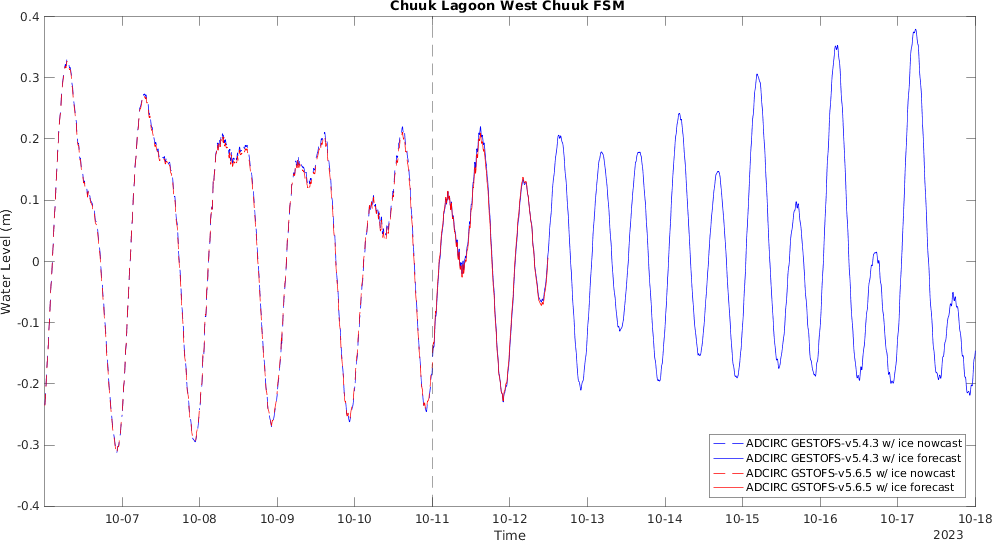 Chuuk Lagoon West Chuuk FSM
0.4
0.3
0.2
0.1
0
-0.1
-0.2
-0.3
-0.4
Water Level (m)
ADCIRC GESTOFS-v5.4.3 w/ ice nowcast
ADCIRC GESTOFS-v5.4.3 w/ ice forecast
ADCIRC GSTOFS-v5.6.5 w/ ice nowcast
ADCIRC GSTOFS-v5.6.5 w/ ice forecast
10-07 10-08 10-09 10-10 10-11 10-12 10-13 10-14 10-15 10-16 10-17 10-18
Time
2023